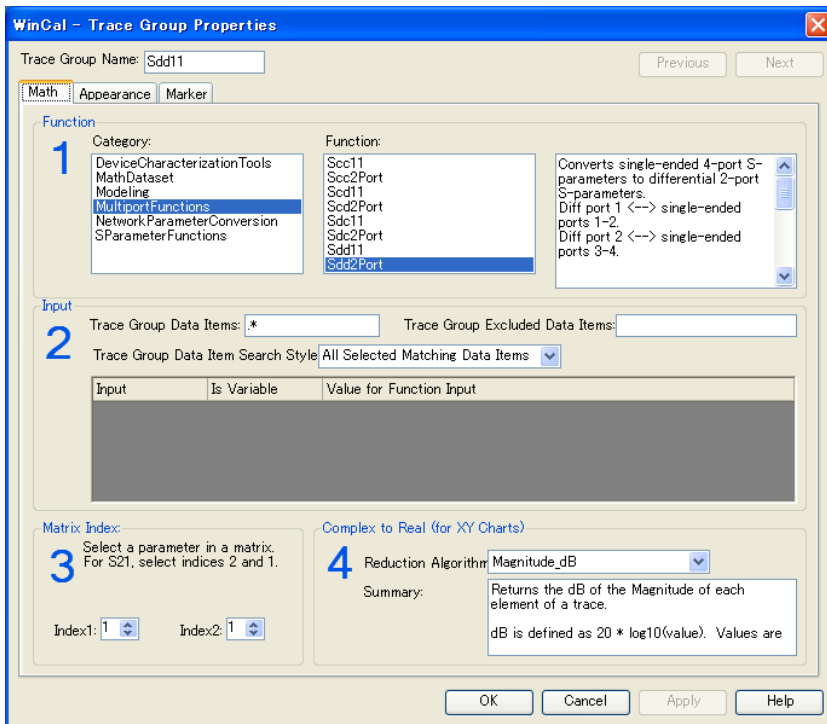 WinCal - Trace Group Properties
Trace Group Name: Sdd11
Previous
Next
Math
Appearance
Marker
Function
1
Category:
DeviceCharacterizationTools
MathDataset
Modeling
MultiportFunctions
NetworkParameterConversion
SParameterFunctions
Function:
Scc11
Scc2Port
Scd11
Scd2Port
Sdc11
Sdc2Port
Sdd11
Sdd2Port
Converts single-ended 4-port S-
parameters to differential 2-port
S-parameters.
Diff port 1 <--> single-ended
ports 1-2.
Diff port 2 <--> single-ended
ports 3-4.
Input
2
Trace Group Data Items: .*
Trace Group Excluded Data Items:
Trace Group Data Item Search Style All Selected Matching Data Items
Input
Is Variable
Value for Function Input
Matrix Index:
3
Select a parameter in a matrix.
For S21, select indices 2 and 1.
Index1: 1
Index2: 1
Complex to Real (for XY Charts)
4
Reduction Algorithm Magnitude_dB
Summary:
Returns the dB of the Magnitude of each
element of a trace.
dB is defined as 20 * log10(value). Values are
OK
Cancel
Apply
Help